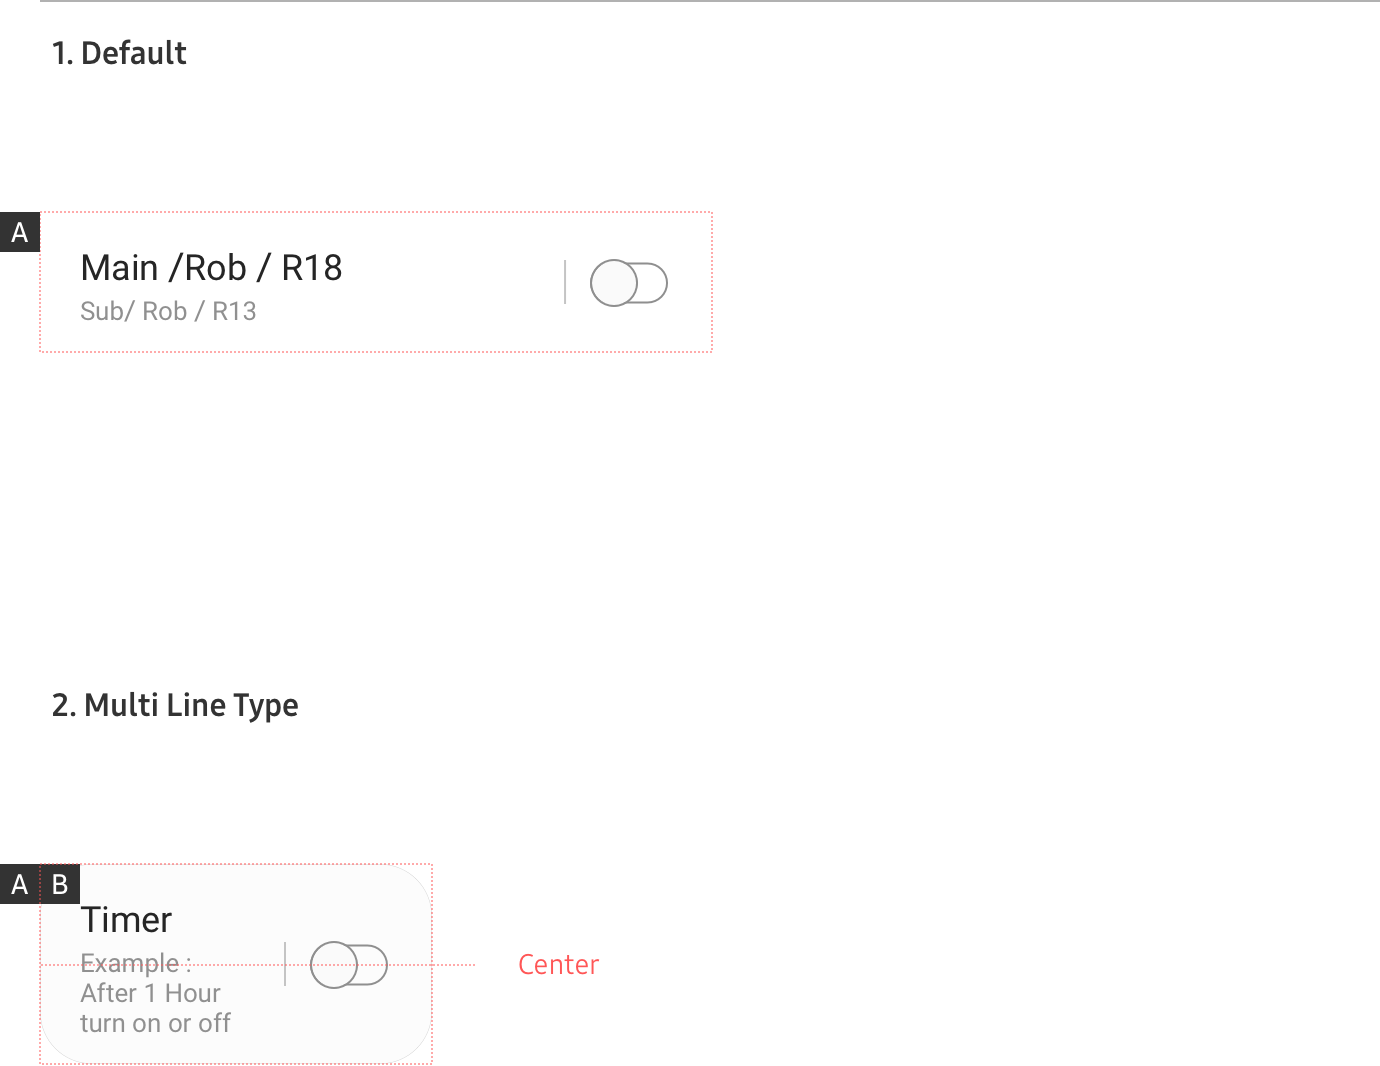 1. Default
A
Main /Rob / R18
Sub/ Rob / R13
2. Multi Line Type
A B
Timer
Example :
After 1 Hour
turn on or off
Center